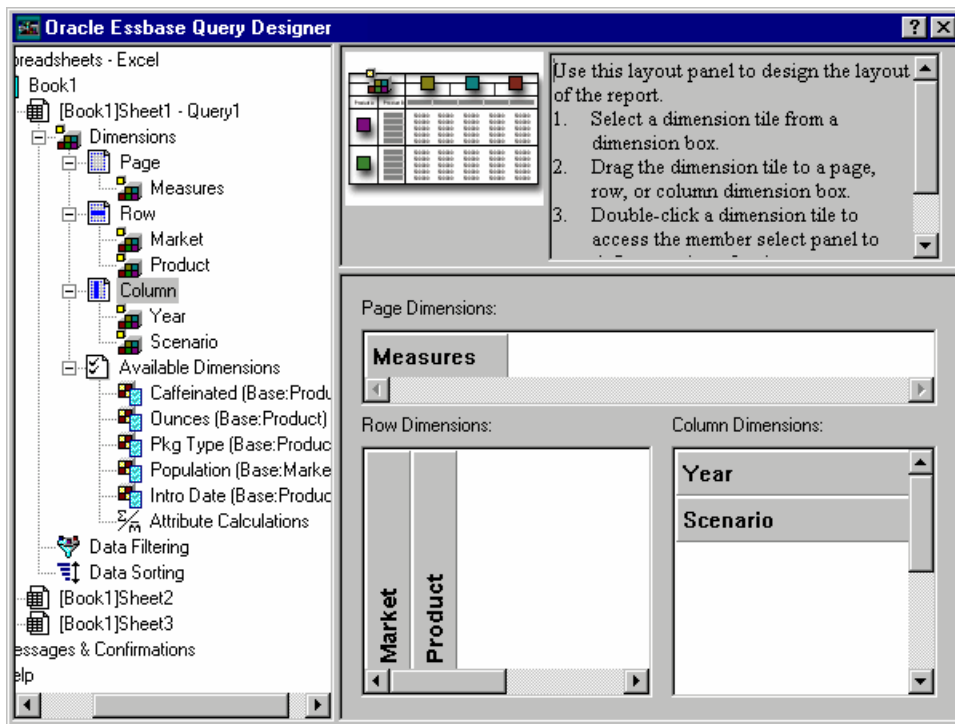 Oracle Essbase Query Designer
preadsheets - Excel
Book1
[Book1]Sheet1 - Query1
Dimensions
Page
Measures
Row
Market
Product
Column
Year
Scenario
Available Dimensions
Caffeinated (Base:Produ
Ounces (Base:Product)
Pkg Type (Base:Produc
Population (Base:Marke
Intro Date (Base:Produc
Attribute Calculations
Data Filtering
Data Sorting
[Book1]Sheet2
[Book1]Sheet3
essages & Confirmations
elp
Use this layout panel to design the layout
of the report.
1. Select a dimension tile from a
dimension box.
2. Drag the dimension tile to a page,
row, or column dimension box.
3. Double-click a dimension tile to
access the member select panel to
Page Dimensions:
Measures
Row Dimensions:
Market
Product
Column Dimensions:
Year
Scenario